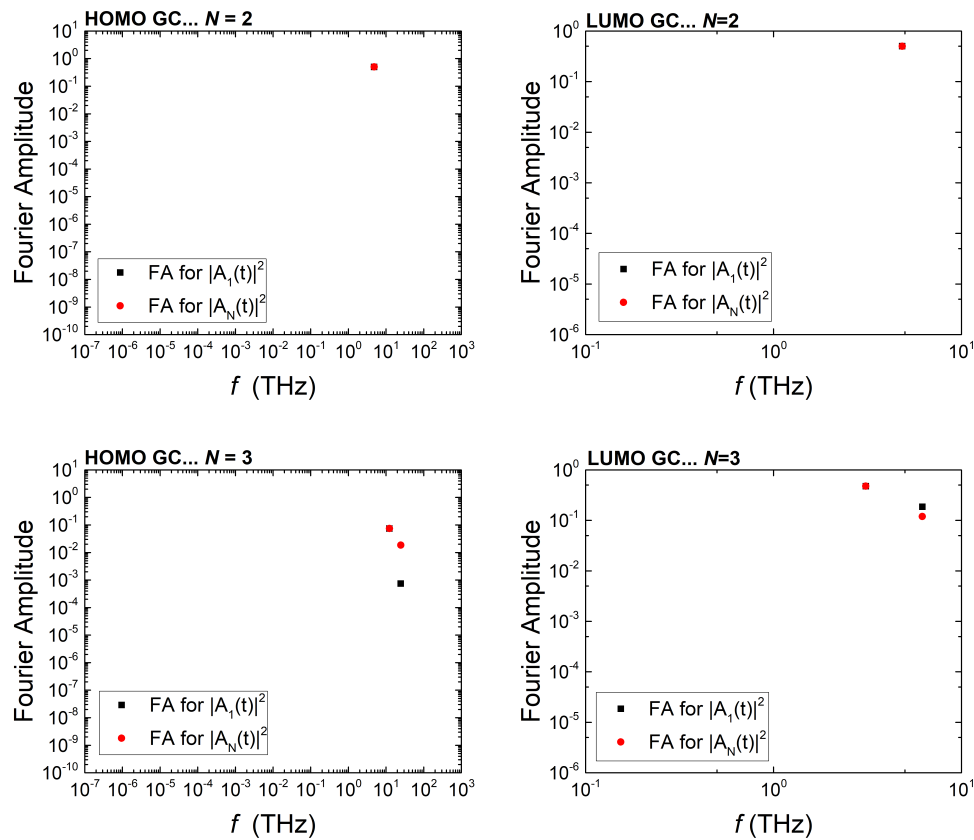 HOMO GC... N = 2
10^1
10^0
10^-1
10^-2
10^-3
10^-4
10^-5
10^-6
10^-7
10^-8
10^-9
10^-10
Fourier Amplitude
FA for |A_1(t)|^2
FA for |A_N(t)|^2
10^-7 10^-6 10^-5 10^-4 10^-3 10^-2 10^-1 10^0 10^1 10^2 10^3
f (THz)
LUMO GC... N=2
10^0
10^-1
10^-2
10^-3
10^-4
10^-5
10^-6
Fourier Amplitude
FA for |A_1(t)|^2
FA for |A_N(t)|^2
10^-1 10^0 10^1
f (THz)
HOMO GC... N = 3
10^1
10^0
10^-1
10^-2
10^-3
10^-4
10^-5
10^-6
10^-7
10^-8
10^-9
10^-10
Fourier Amplitude
FA for |A_1(t)|^2
FA for |A_N(t)|^2
10^-7 10^-6 10^-5 10^-4 10^-3 10^-2 10^-1 10^0 10^1 10^2 10^3
f (THz)
LUMO GC... N=3
10^0
10^-1
10^-2
10^-3
10^-4
10^-5
10^-6
Fourier Amplitude
FA for |A_1(t)|^2
FA for |A_N(t)|^2
10^-1 10^0 10^1
f (THz)